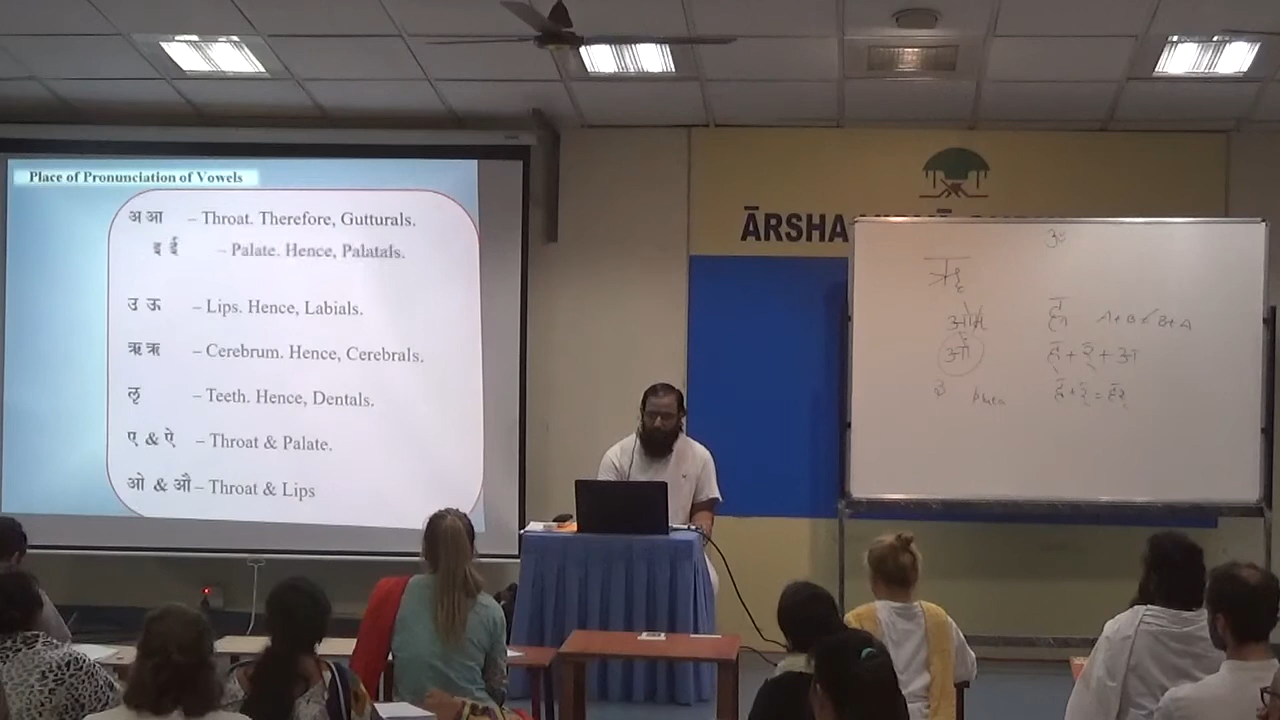 Place of Pronunciation of Vowels
अ आ – Throat. Therefore, Gutturals.
इ ई – Palate. Hence, Palatals.
उ ऊ – Lips. Hence, Labials.
ऋ ॠ – Cerebrum. Hence, Cerebrals.
ऌ – Teeth. Hence, Dentals.
ए & ऐ – Throat & Palate.
ओ & औ – Throat & Lips
ĀRSHA
ह् + र् + अ